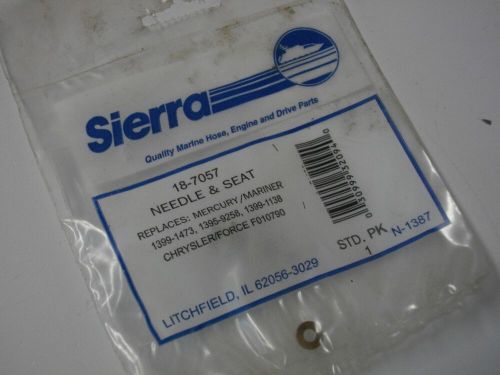 Sierra
Quality Marine Hose, Engine and Drive Parts
18-7057
NEEDLE & SEAT
REPLACES: MERCURY/MARINER
1399-1473, 1395-9258, 1399-1138
CHRYSLER/FORCE F010790
STD. PK
1
N-1387
LITCHFIELD, IL 62056-3029